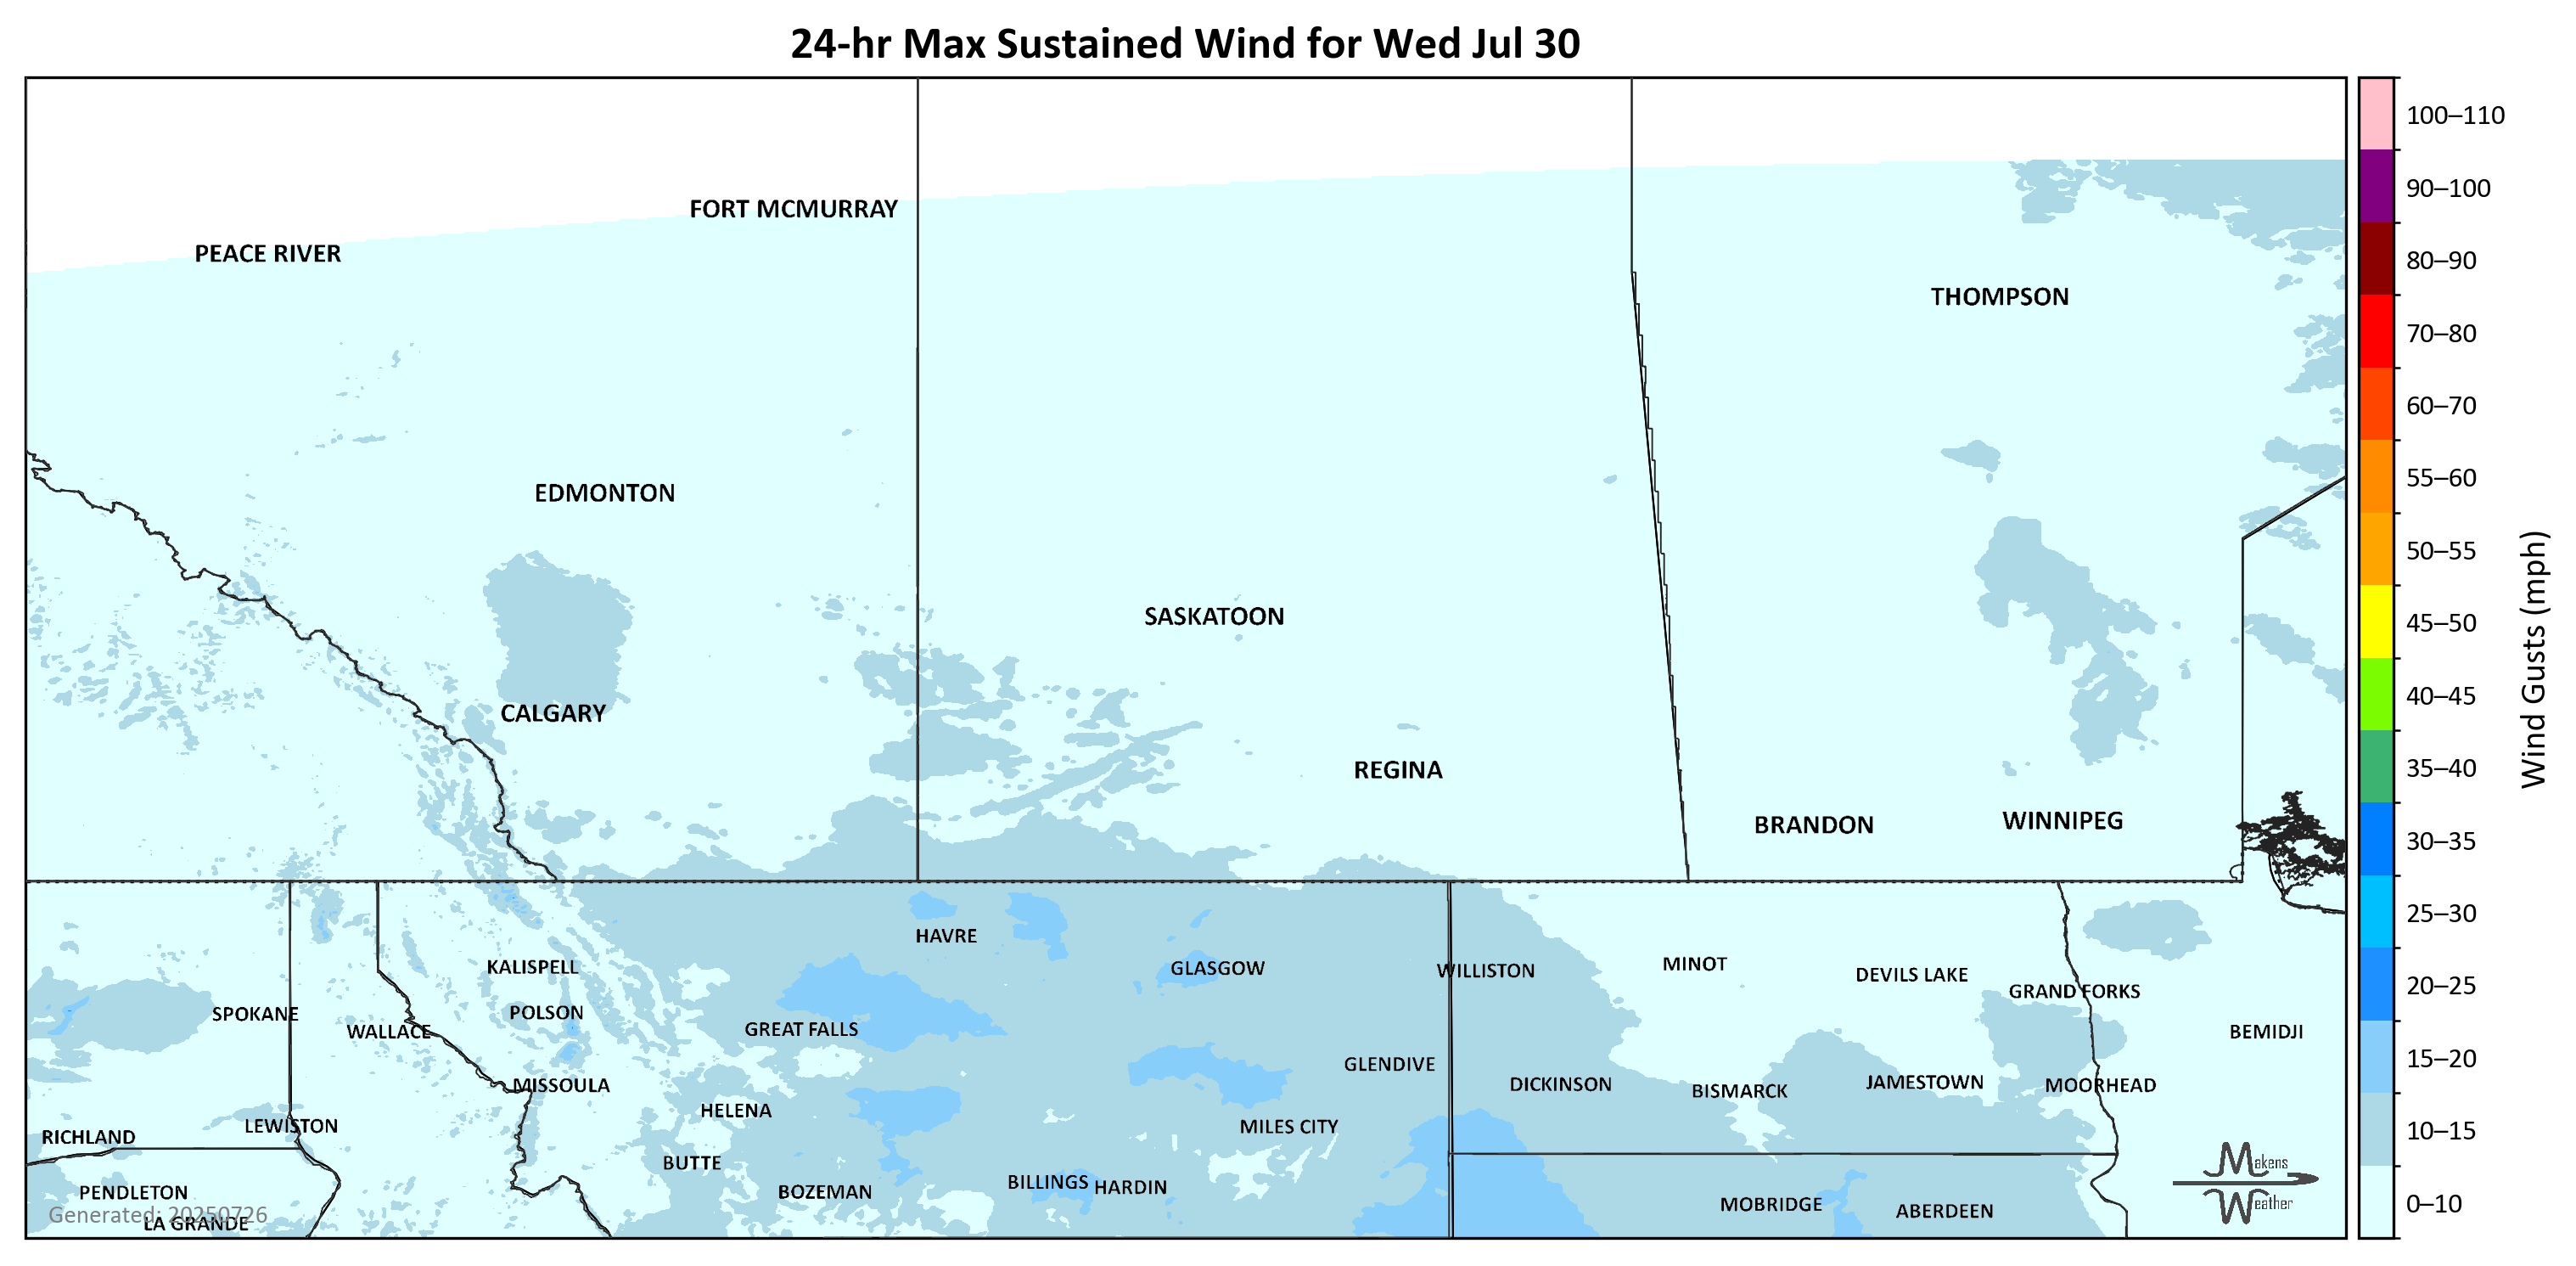 24-hr Max Sustained Wind for Wed Jul 30
100–110
FORT MCMURRAY
90–100
PEACE RIVER
80–90
THOMPSON
70–80
60–70
55–60
EDMONTON
50–55
SASKATOON
45–50
Wind Gusts (mph)
40–45
CALGARY
REGINA
35–40
BRANDON
WINNIPEG
30–35
25–30
HAVRE
KALISPELL
GLASGOW
WILLISTON
MINOT
DEVILS LAKE
20–25
GRAND FORKS
SPOKANE
POLSON
WALLACE
GREAT FALLS
BEMIDJI
15–20
GLENDIVE
MISSOULA
DICKINSON
BISMARCK
JAMESTOWN
MOORHEAD
HELENA
LEWISTON
MILES CITY
10–15
RICHLAND
BUTTE
Makens
PENDLETON
BOZEMAN
BILLINGS
HARDIN
MOBRIDGE
ABERDEEN
Weather
0–10
Generated: 20250726
LA GRANDE